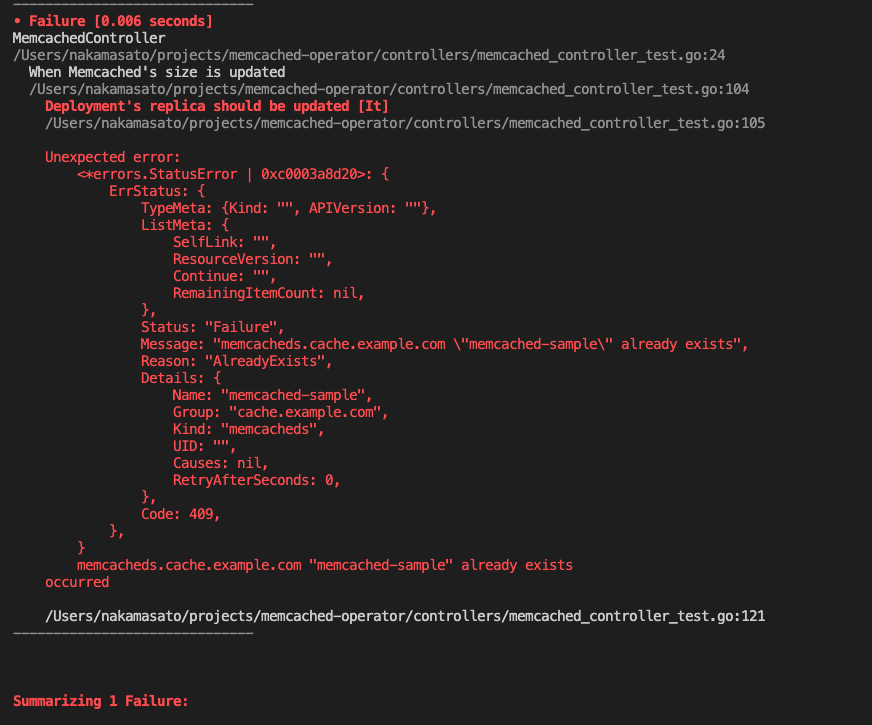 ------------------------------
• Failure [0.006 seconds]
MemcachedController
/Users/nakamasato/projects/memcached-operator/controllers/memcached_controller_test.go:24
  When Memcached's size is updated
  /Users/nakamasato/projects/memcached-operator/controllers/memcached_controller_test.go:104
    Deployment's replica should be updated [It]
    /Users/nakamasato/projects/memcached-operator/controllers/memcached_controller_test.go:105

    Unexpected error:
        <*errors.StatusError | 0xc0003a8d20>: {
            ErrStatus: {
                TypeMeta: {Kind: "", APIVersion: ""},
                ListMeta: {
                    SelfLink: "",
                    ResourceVersion: "",
                    Continue: "",
                    RemainingItemCount: nil,
                },
                Status: "Failure",
                Message: "memcacheds.cache.example.com \"memcached-sample\" already exists",
                Reason: "AlreadyExists",
                Details: {
                    Name: "memcached-sample",
                    Group: "cache.example.com",
                    Kind: "memcacheds",
                    UID: "",
                    Causes: nil,
                    RetryAfterSeconds: 0,
                },
                Code: 409,
            },
        }
        memcacheds.cache.example.com "memcached-sample" already exists
    occurred

    /Users/nakamasato/projects/memcached-operator/controllers/memcached_controller_test.go:121
------------------------------

Summarizing 1 Failure: